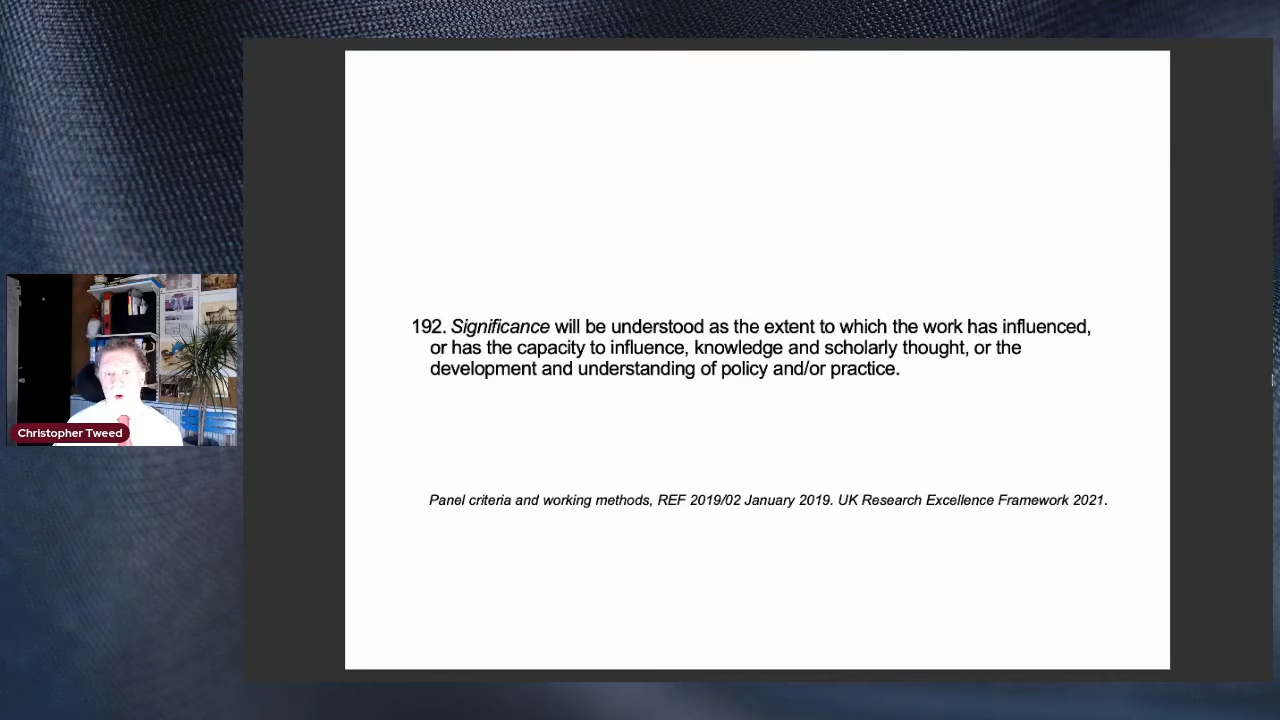 192. Significance will be understood as the extent to which the work has influenced,
or has the capacity to influence, knowledge and scholarly thought, or the
development and understanding of policy and/or practice.
Christopher Tweed
Panel criteria and working methods, REF 2019/02 January 2019. UK Research Excellence Framework 2021.